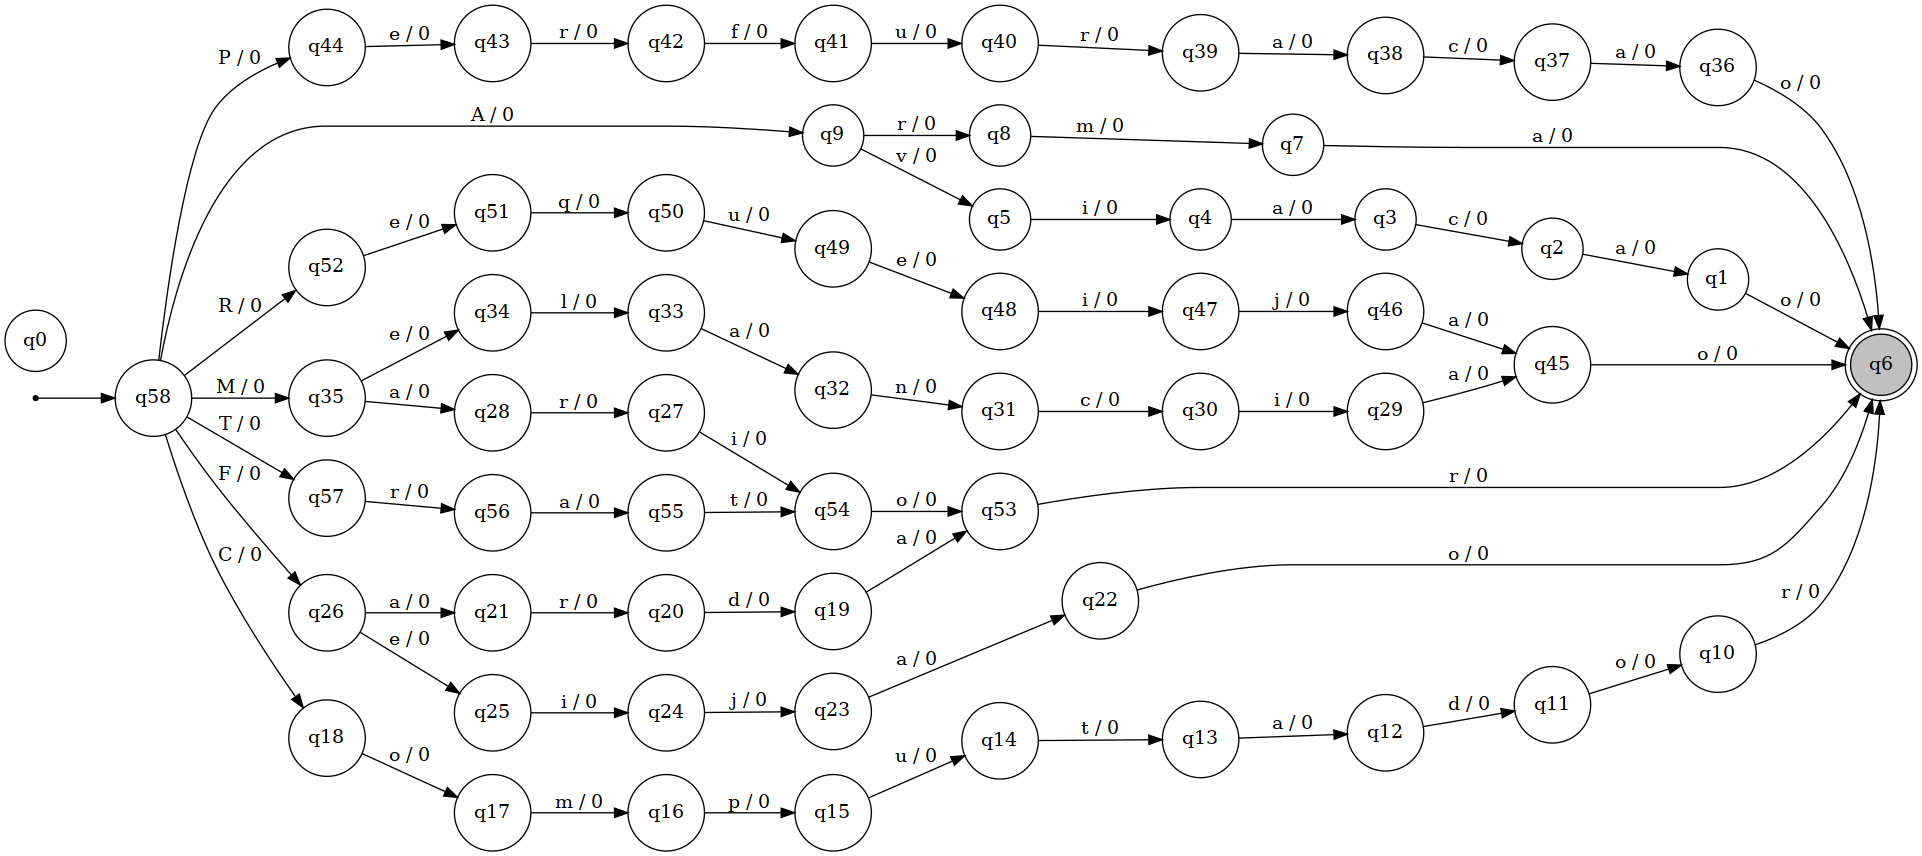 P / 0
q44
e / 0
q43
r / 0
q42
f / 0
q41
u / 0
q40
r / 0
q39
a / 0
q38
c / 0
q37
a / 0
q36
o / 0
A / 0
q9
r / 0
q8
m / 0
q7
a / 0
v / 0
q5
i / 0
q4
a / 0
q3
c / 0
q2
a / 0
q1
o / 0
R / 0
q52
e / 0
q51
q / 0
q50
u / 0
q49
e / 0
q48
i / 0
q47
j / 0
q46
a / 0
q45
o / 0
q6
q0
q58
M / 0
q35
e / 0
q34
l / 0
q33
a / 0
q32
n / 0
q31
c / 0
q30
i / 0
q29
a / 0
a / 0
q28
r / 0
q27
i / 0
T / 0
q57
r / 0
q56
a / 0
q55
t / 0
q54
o / 0
q53
r / 0
F / 0
q26
a / 0
q21
r / 0
q20
d / 0
q19
a / 0
e / 0
q25
i / 0
q24
j / 0
q23
a / 0
q22
o / 0
C / 0
q18
o / 0
q17
m / 0
q16
p / 0
q15
u / 0
q14
t / 0
q13
a / 0
q12
d / 0
q11
o / 0
q10
r / 0